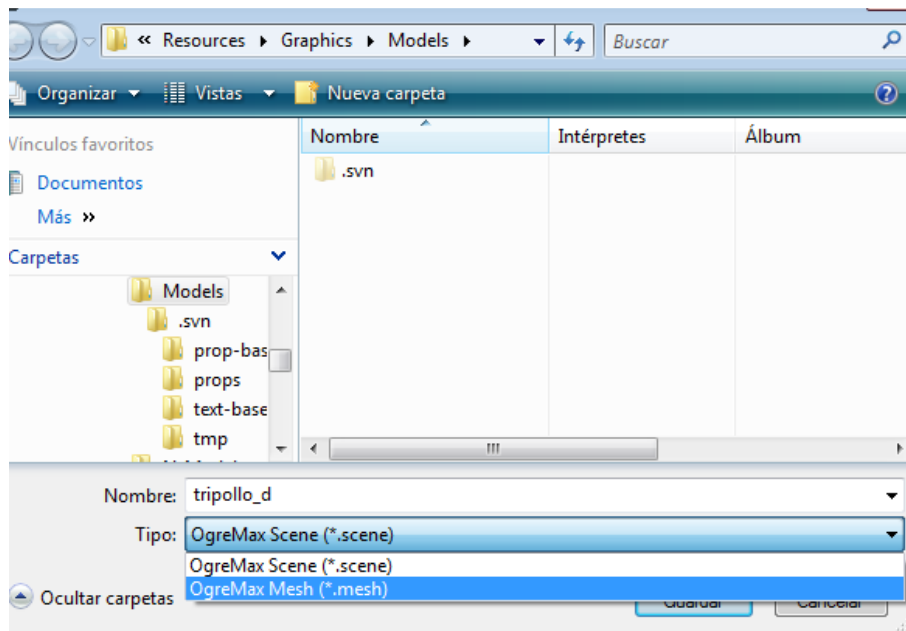 « Resources Graphics Models Buscar
Organizar Vistas Nueva carpeta
Vínculos favoritos
Documentos
Más »
Carpetas
Models
.svn
prop-bas
props
text-base
tmp
Nombre Intérpretes Álbum
.svn
Nombre: tripollo_d
Tipo: OgreMax Scene (*.scene)
OgreMax Scene (*.scene)
OgreMax Mesh (*.mesh)
Ocultar carpetas Guardar Cancelar